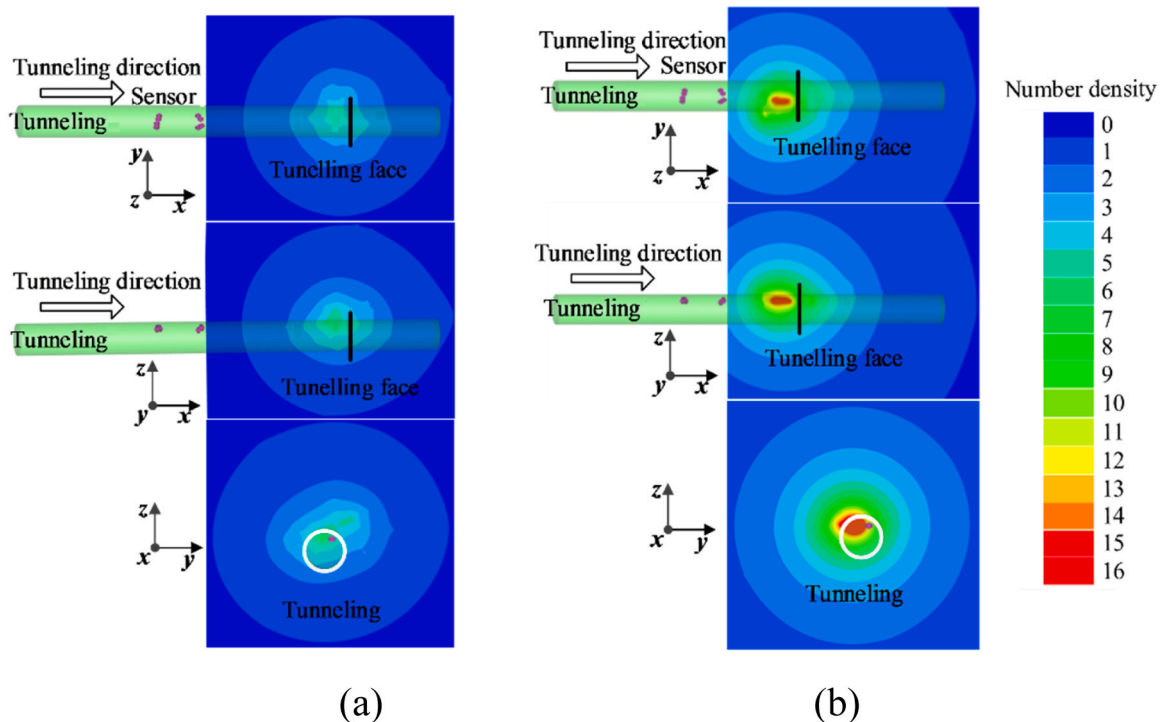 Tunneling direction
Sensor
Tunneling
y
z
x
Tunelling face
Tunneling direction
Tunneling
z
y
x
Tunelling face
z
x
y
Tunneling
(a)
Tunneling direction
Sensor
Tunneling
y
z
x
Tunelling face
Tunneling direction
Tunneling
z
y
x
Tunelling face
z
x
y
Tunneling
(b)
Number density
0
1
2
3
4
5
6
7
8
9
10
11
12
13
14
15
16